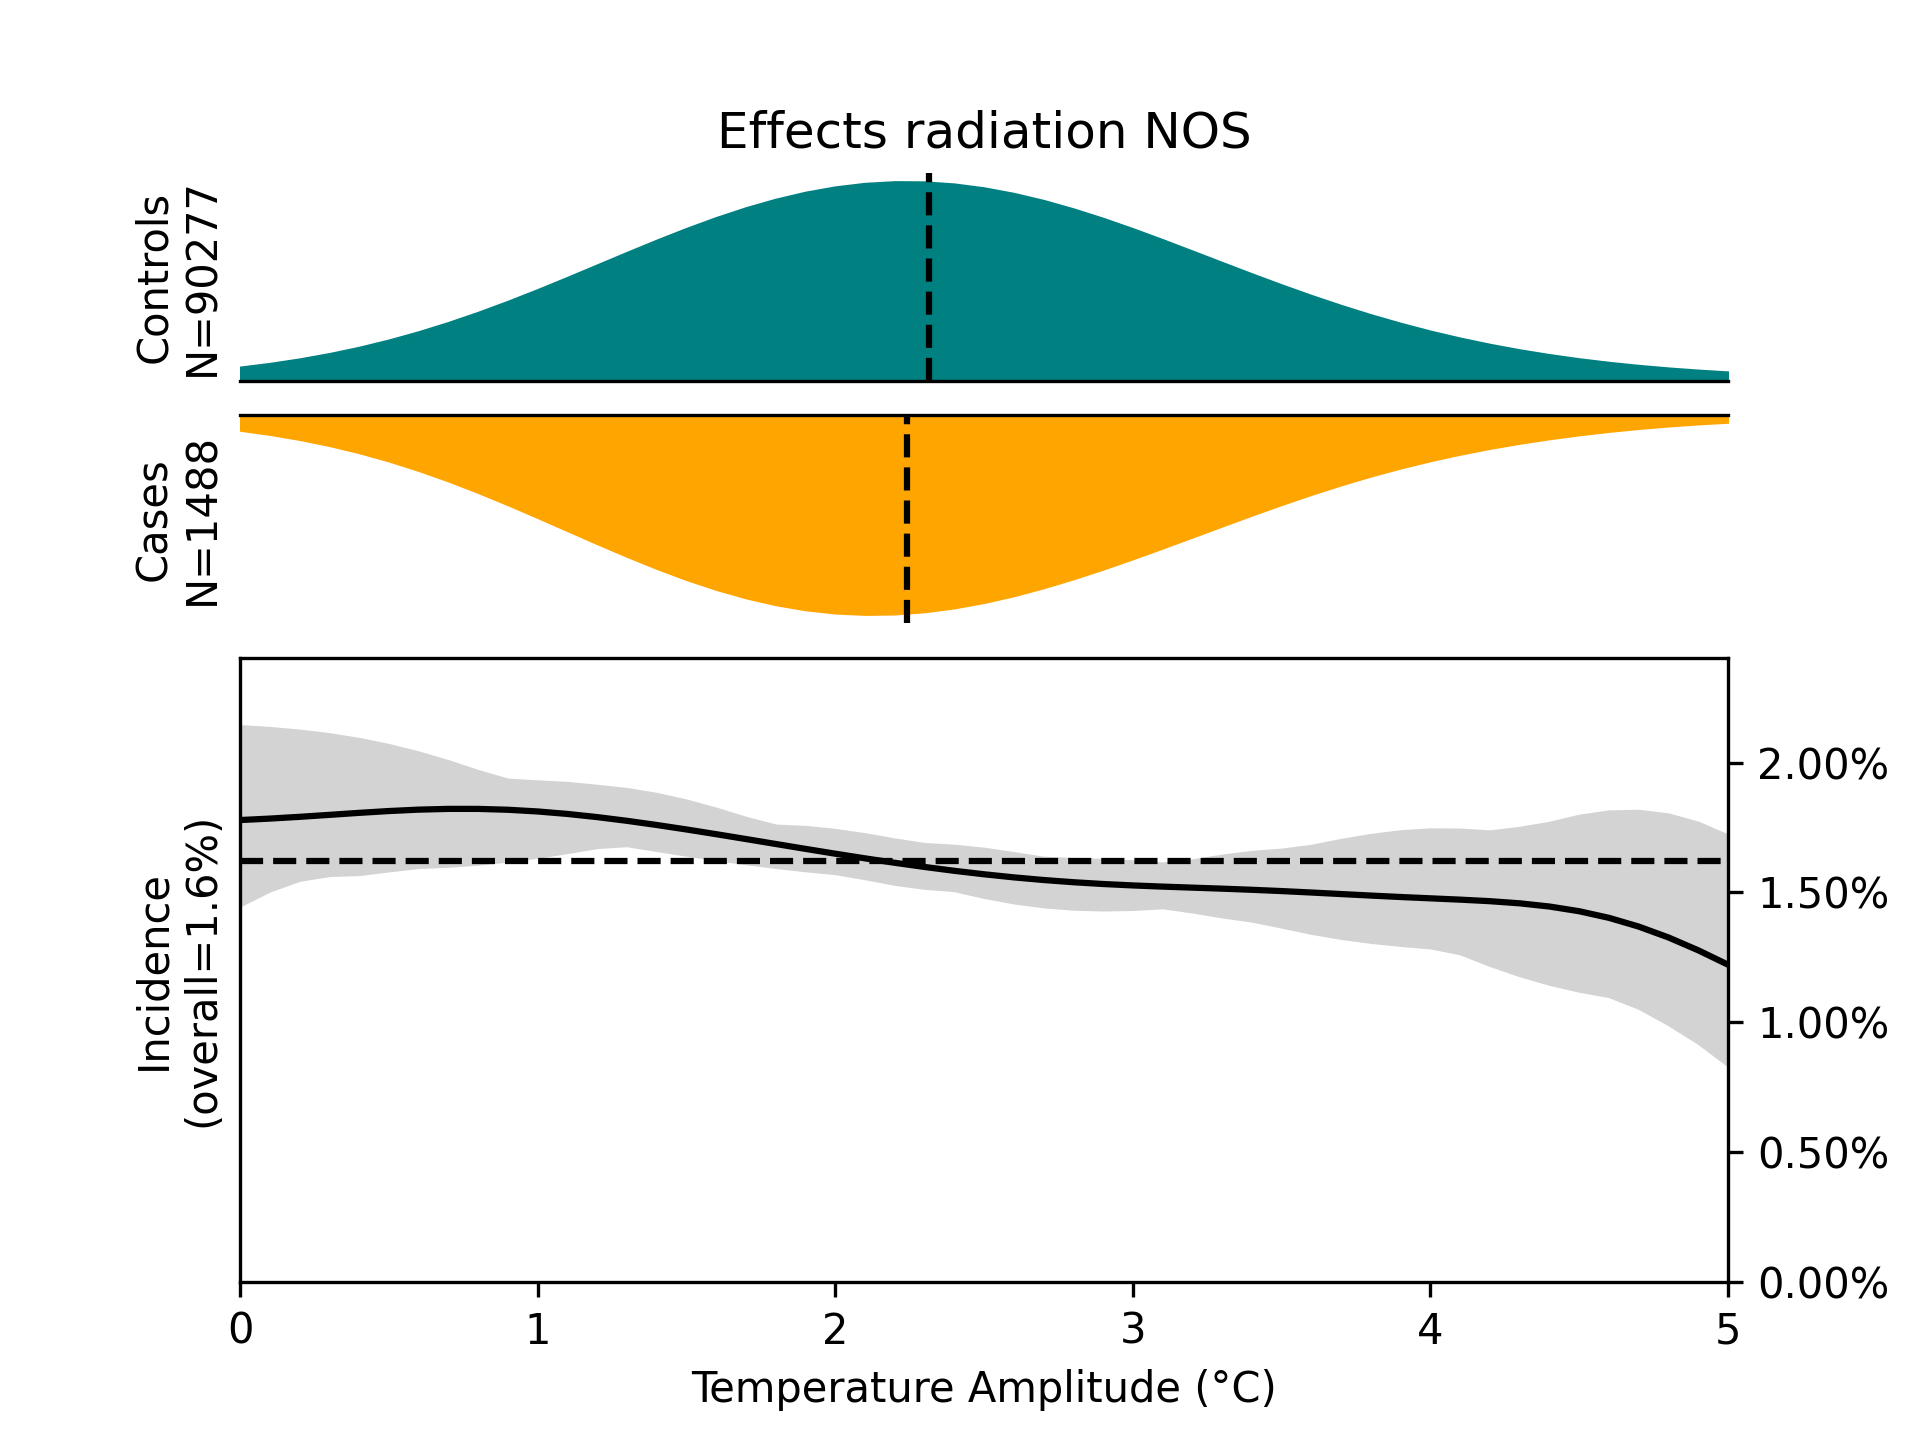 Effects radiation NOS
Controls
N=90277
Cases
N=1488
Incidence
(overall=1.6%)
2.00%
1.50%
1.00%
0.50%
0.00%
0 1 2 3 4 5
Temperature Amplitude (°C)